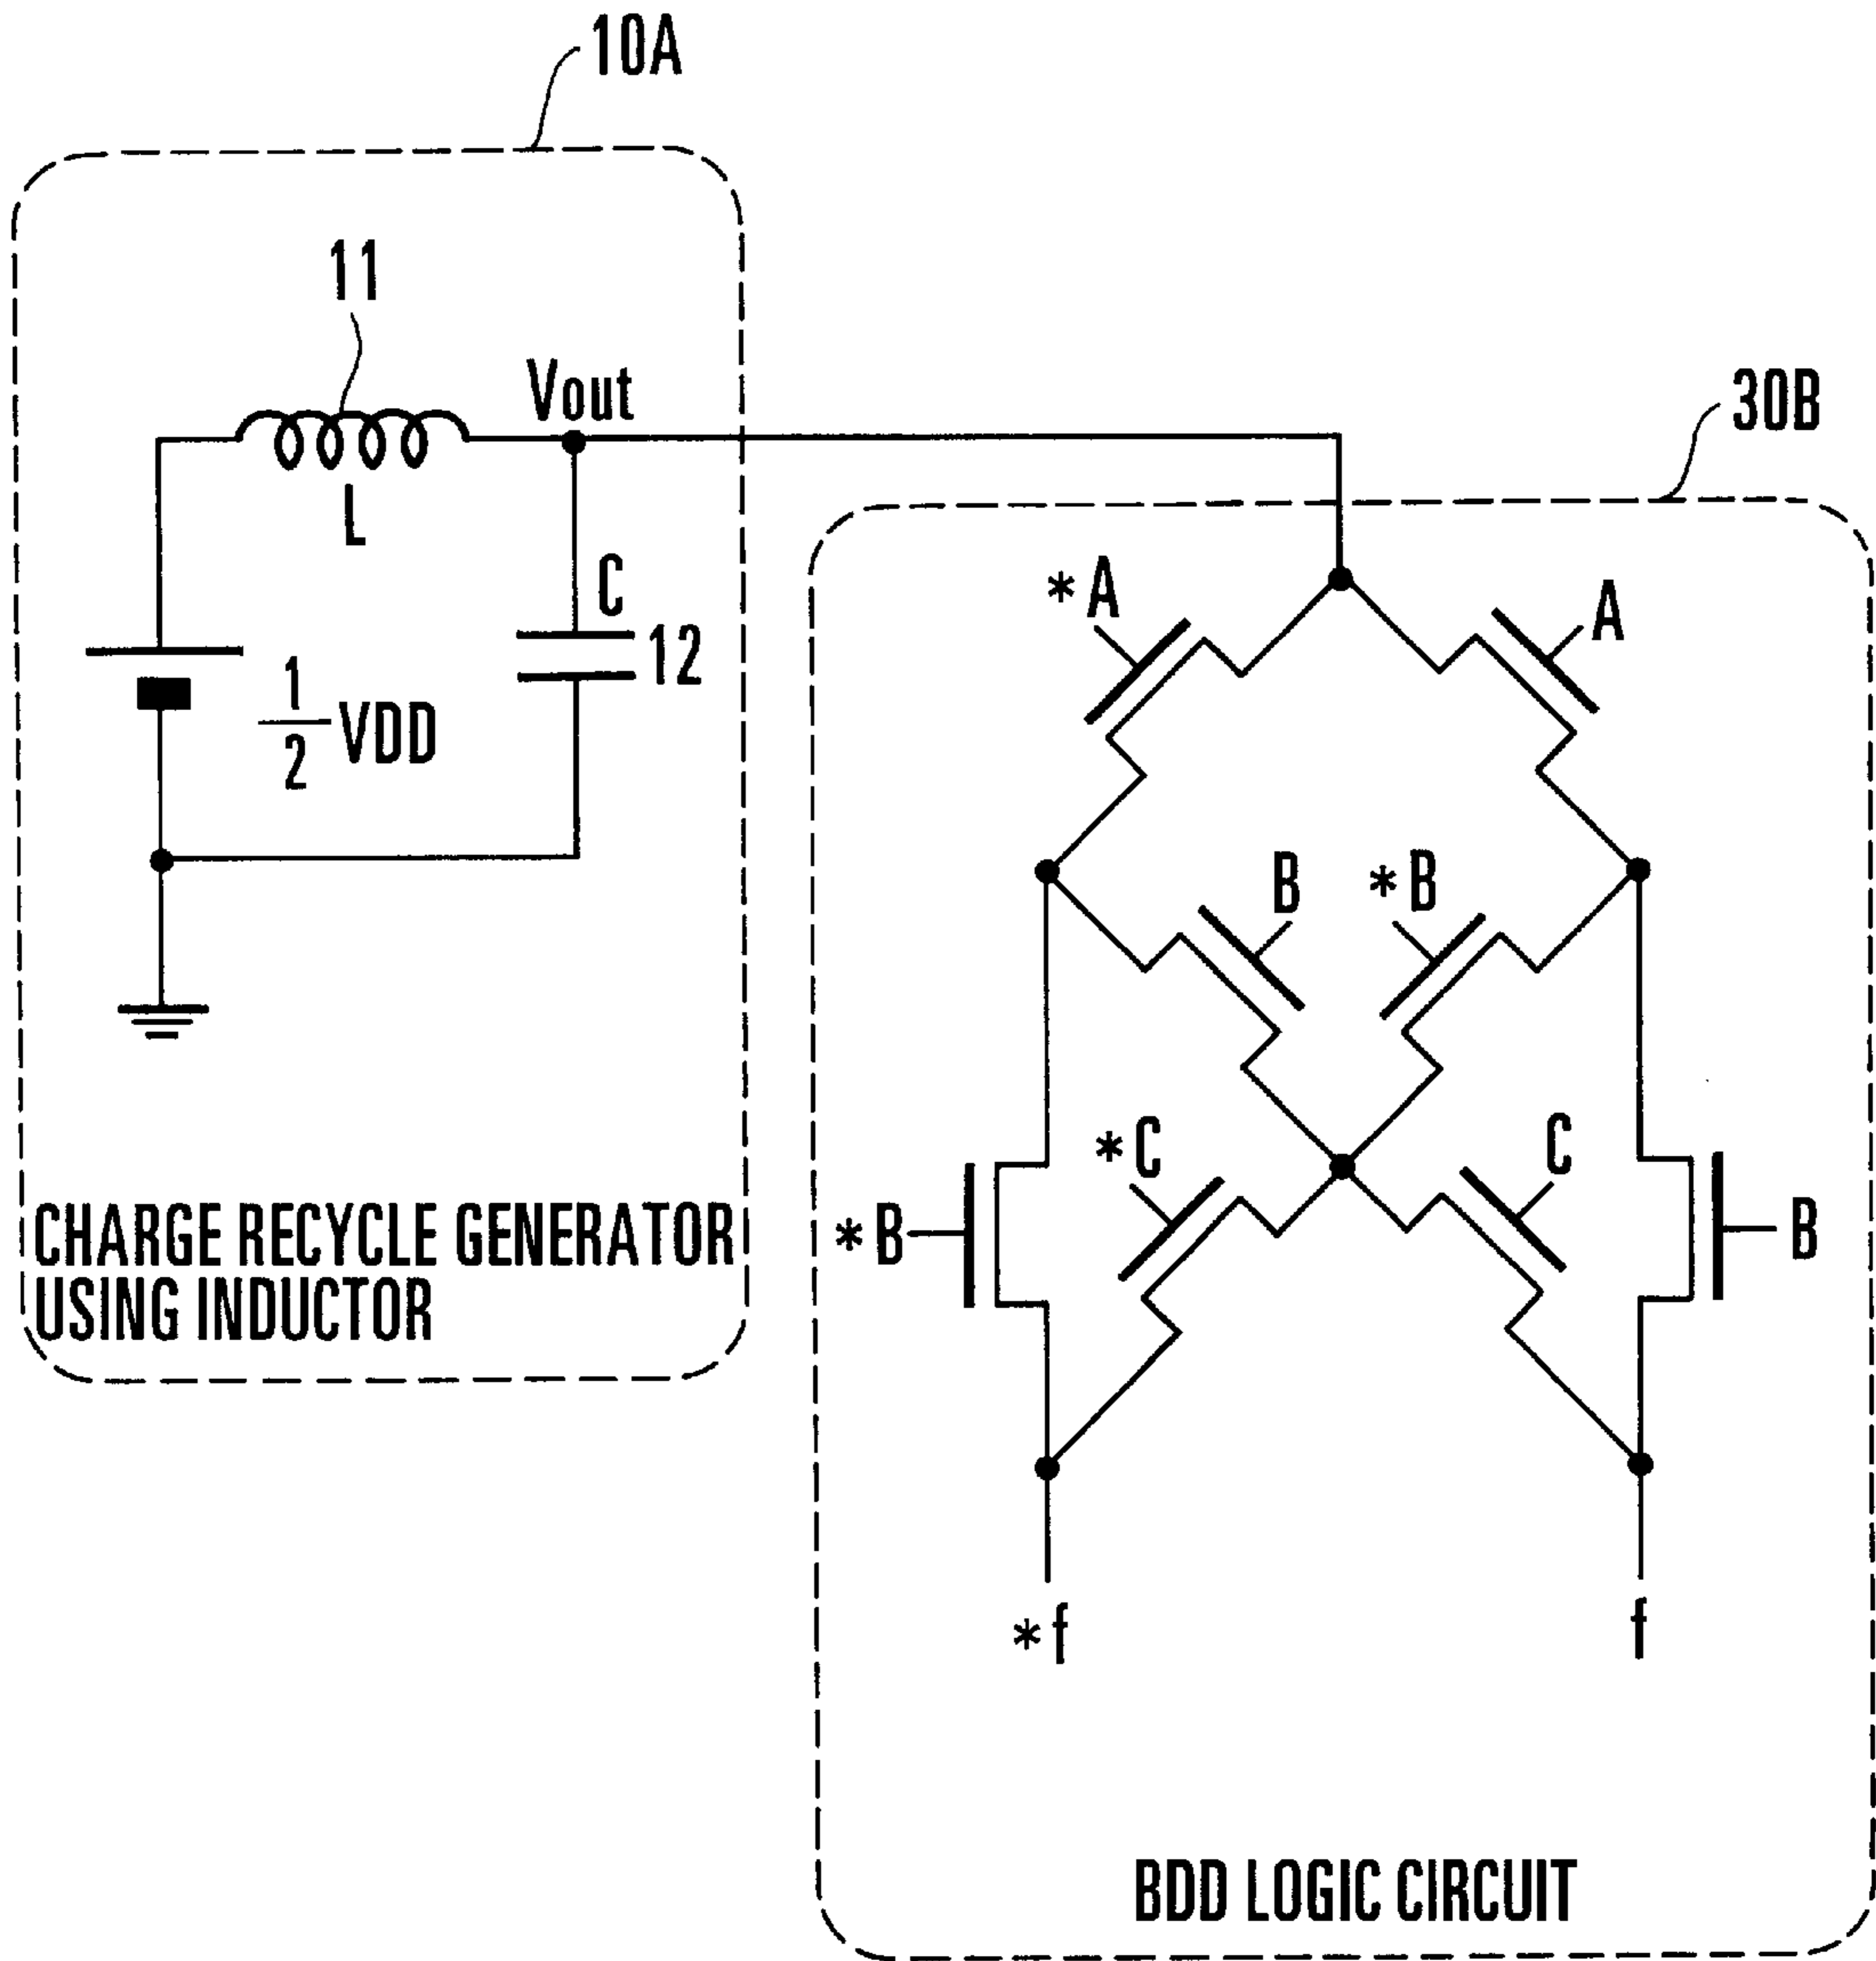 10A
11
Vout
30B
L
C
12
1
2
VDD
*A
A
B
*B
*C
C
*B
B
CHARGE RECYCLE GENERATOR
USING INDUCTOR
*f
f
BDD LOGIC CIRCUIT